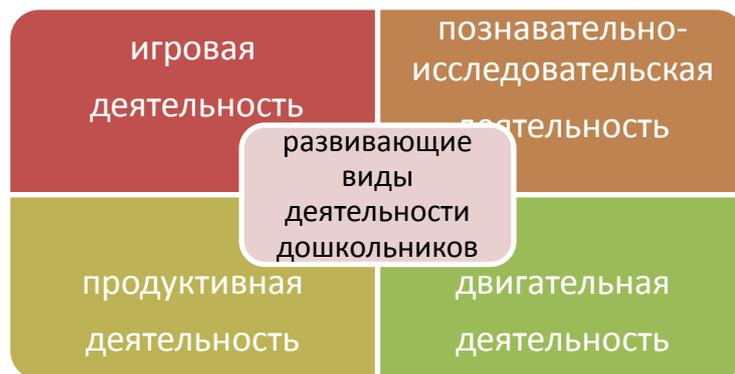 игровая
деятельность
познавательно-
исследовательская
деятельность
развивающие
виды
деятельности
дошкольников
продуктивная
деятельность
двигательная
деятельность